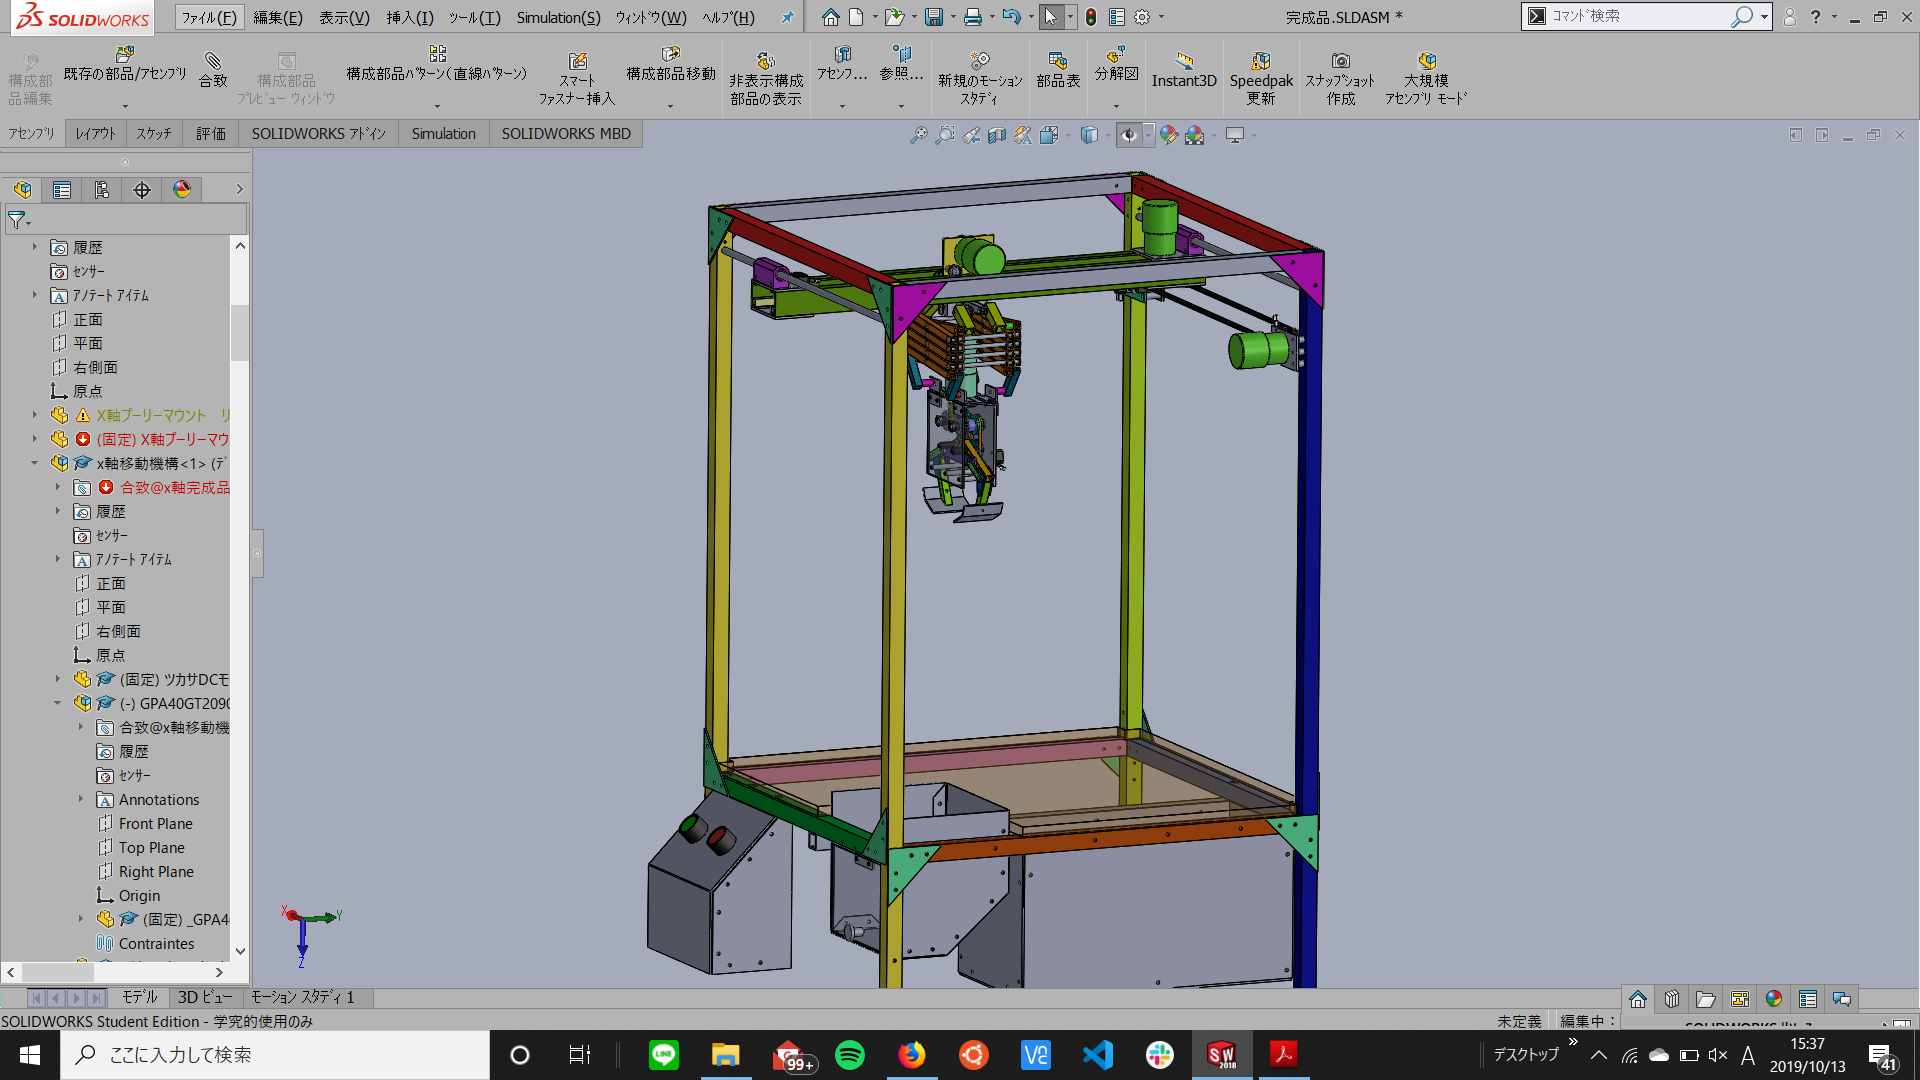 SOLIDWORKS
ファイル(F) 編集(E) 表示(V) 挿入(I) ツール(T) Simulation(S) ウィンドウ(W) ヘルプ(H)
完成品.SLDASM *
コマンド検索
構成部品編集
既存の部品/アセンブリ
合致
構成部品プレビュー ウィンドウ
構成部品パターン(直線パターン)
スマートファスナー挿入
構成部品移動
非表示構成部品の表示
アセンブ...
参照...
新規のモーションスタディ
部品表
分解図
Instant3D
Speedpak更新
スナップショット作成
大規模アセンブリ モード
アセンブリ レイアウト スケッチ 評価 SOLIDWORKS アドイン Simulation SOLIDWORKS MBD
履歴
センサー
アノテート アイテム
正面
平面
右側面
原点
X軸プーリーマウント リ
(固定) X軸プーリーマウ
x軸移動機構<1> (デ
合致@x軸完成品
履歴
センサー
アノテート アイテム
正面
平面
右側面
原点
(固定) ツカサDCモ
(-) GPA40GT2090
合致@x軸移動機
履歴
センサー
Annotations
Front Plane
Top Plane
Right Plane
Origin
(固定) _GPA4
Contraintes
X
Y
Z
モデル 3D ビュー モーション スタディ 1
SOLIDWORKS Student Edition - 学術的使用のみ
未定義 編集中 :
ここに入力して検索
99+
SW 2018
デスクトップ
A
15:37
2019/10/13
41